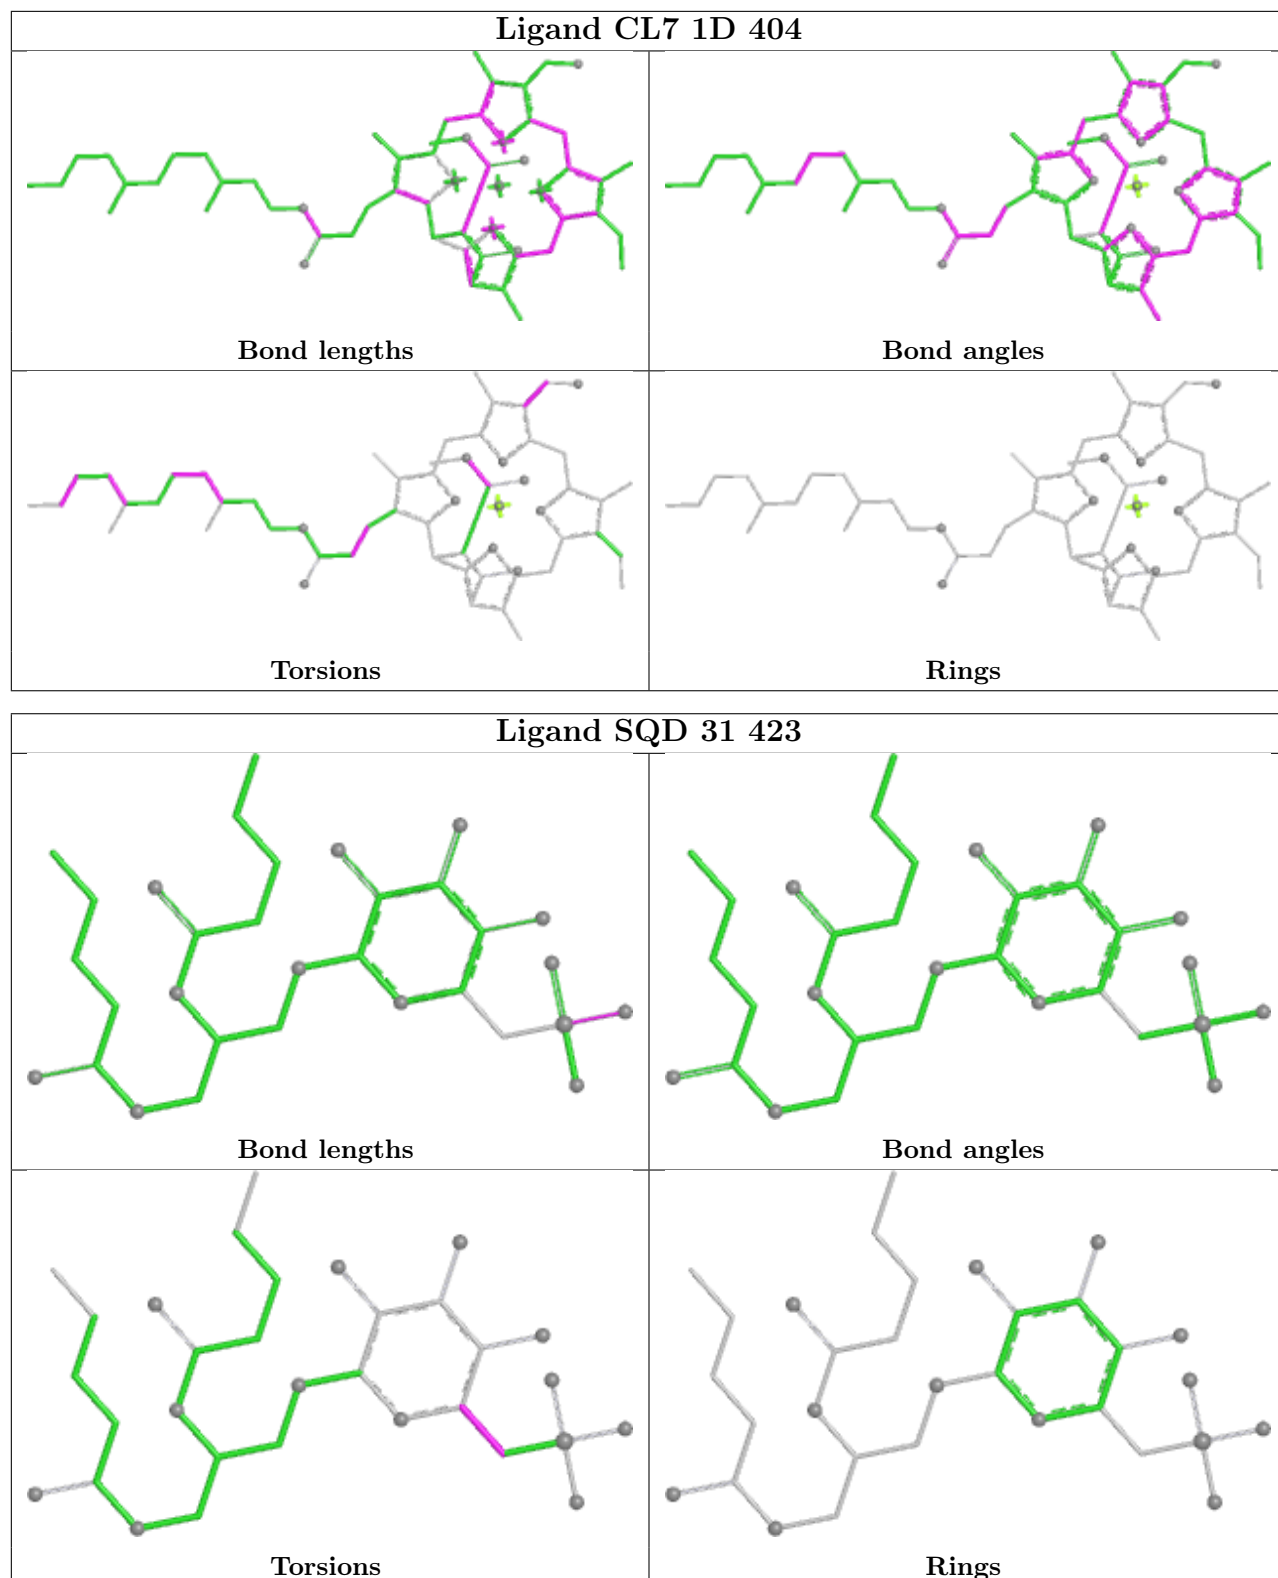 Ligand CL7 1D 404
Bond lengths
Bond angles
Torsions
Rings
Ligand SQD 31 423
Bond lengths
Bond angles
Torsions
Rings